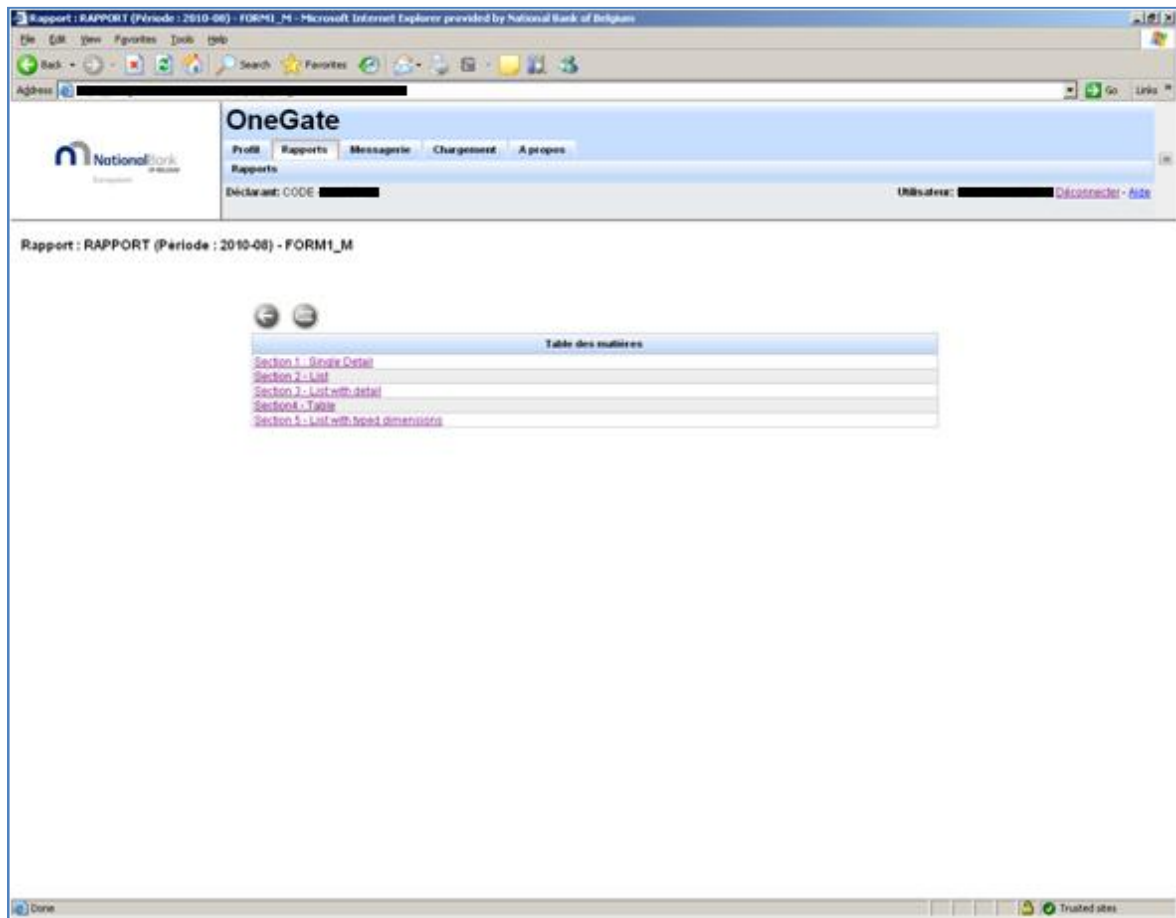 Rapport : RAPPORT (Période : 2010-08) - FORM1_M - Microsoft Internet Explorer provided by National Bank of Belgium
File Edit View Favorites Tools Help
Back Search Favorites
Address Go Links
OneGate
Profil Rapports Messagerie Chargement A propos
NationalBank
OF BELGIUM
Eurosystem
Rapports
Déclarant: CODE - Utilisateur: Déconnecter - Aide
Rapport : RAPPORT (Période : 2010-08) - FORM1_M
Table des matières
Section 1 : Single Detail
Section 2 - List
Section 3 - List with detail
Section4 - Table
Section 5 - List with typed dimensions
Done Trusted sites